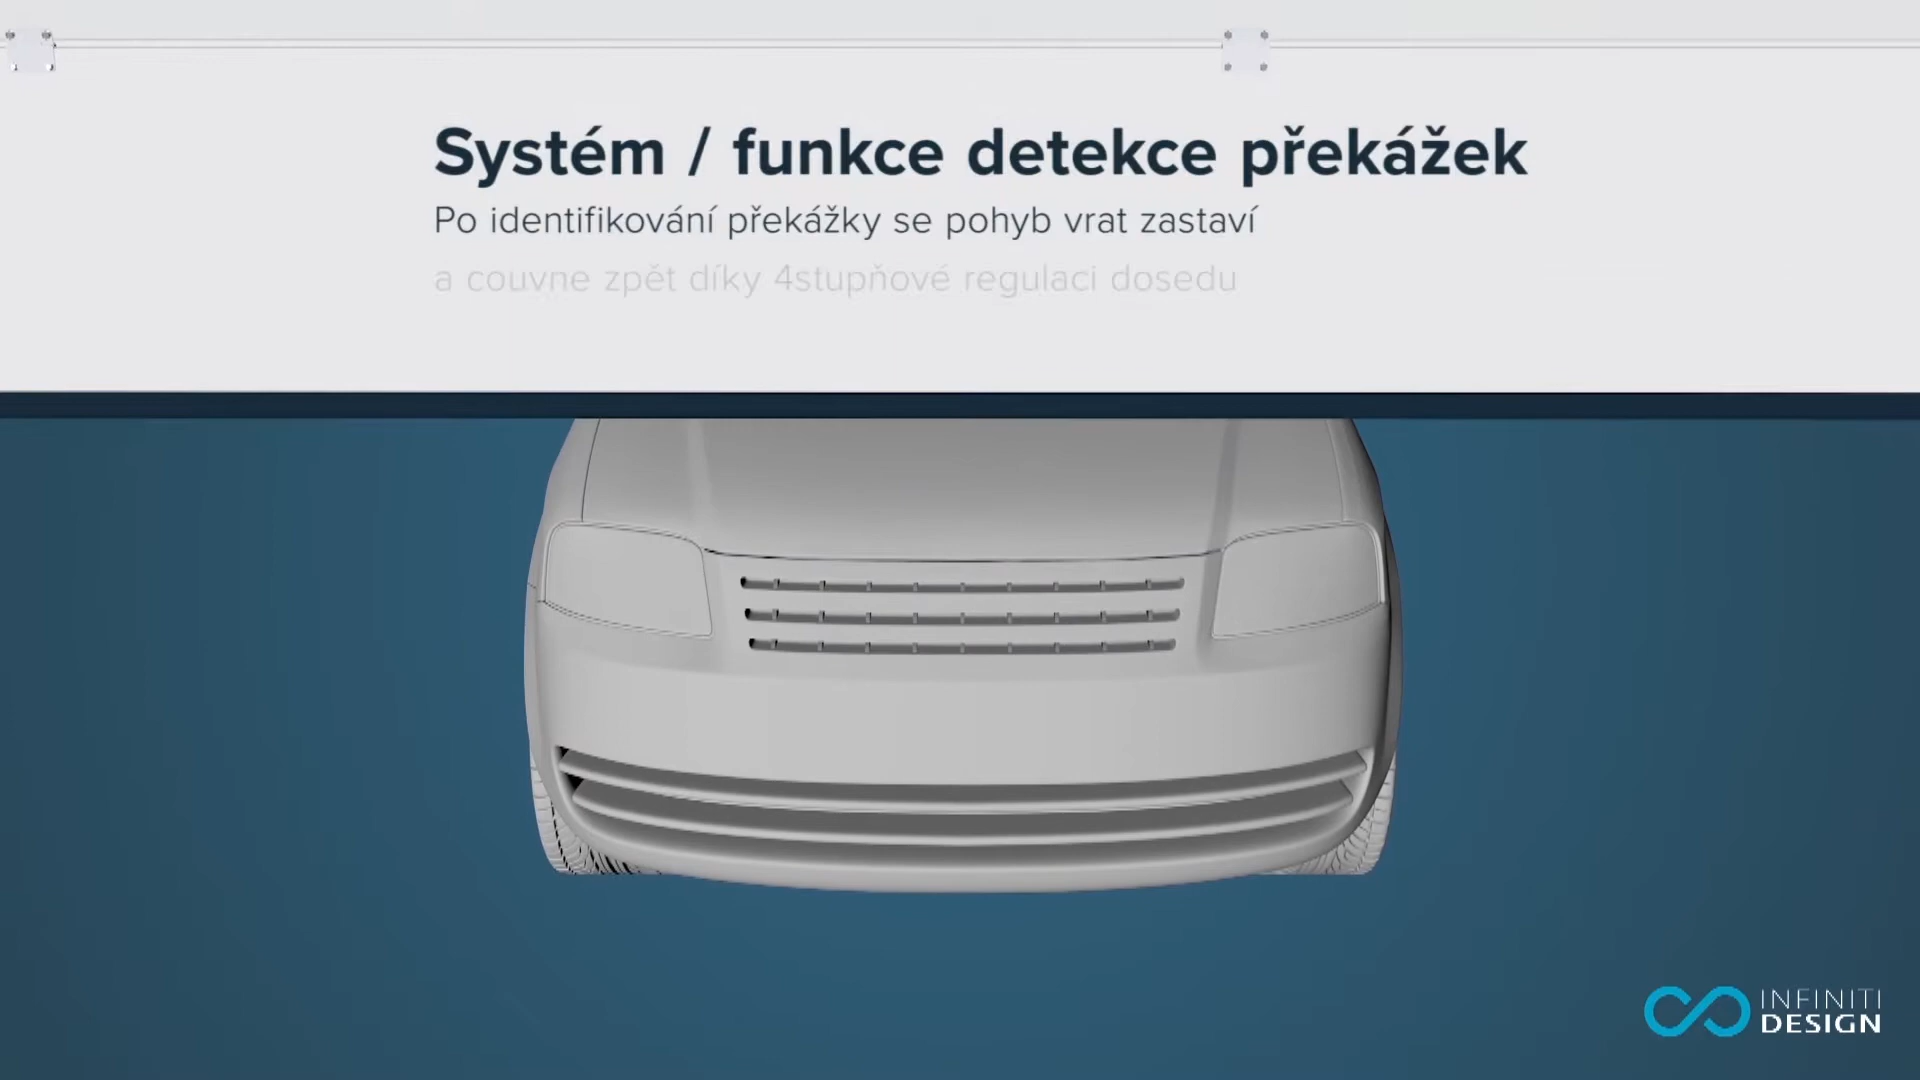 Systém / funkce detekce překážek
Po identifikování překážky se pohyb vrat zastaví
a couvne zpět díky 4stupňové regulaci dosedu
INFINITI
DESIGN